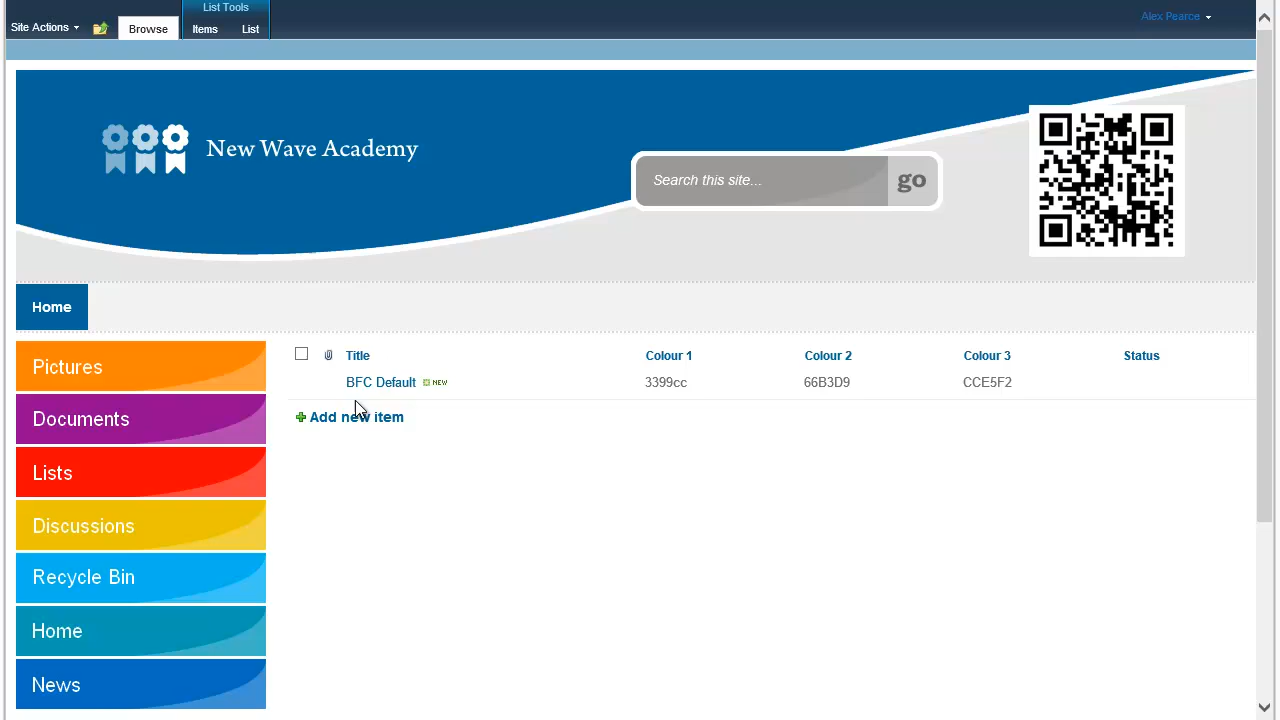 List Tools
Site Actions
Browse
Items
List
Alex Pearce
New Wave Academy
Search this site...
go
Home
Pictures
Documents
Lists
Discussions
Recycle Bin
Home
News
Title Colour 1 Colour 2 Colour 3 Status
BFC Default NEW 3399cc 66B3D9 CCE5F2
Add new item